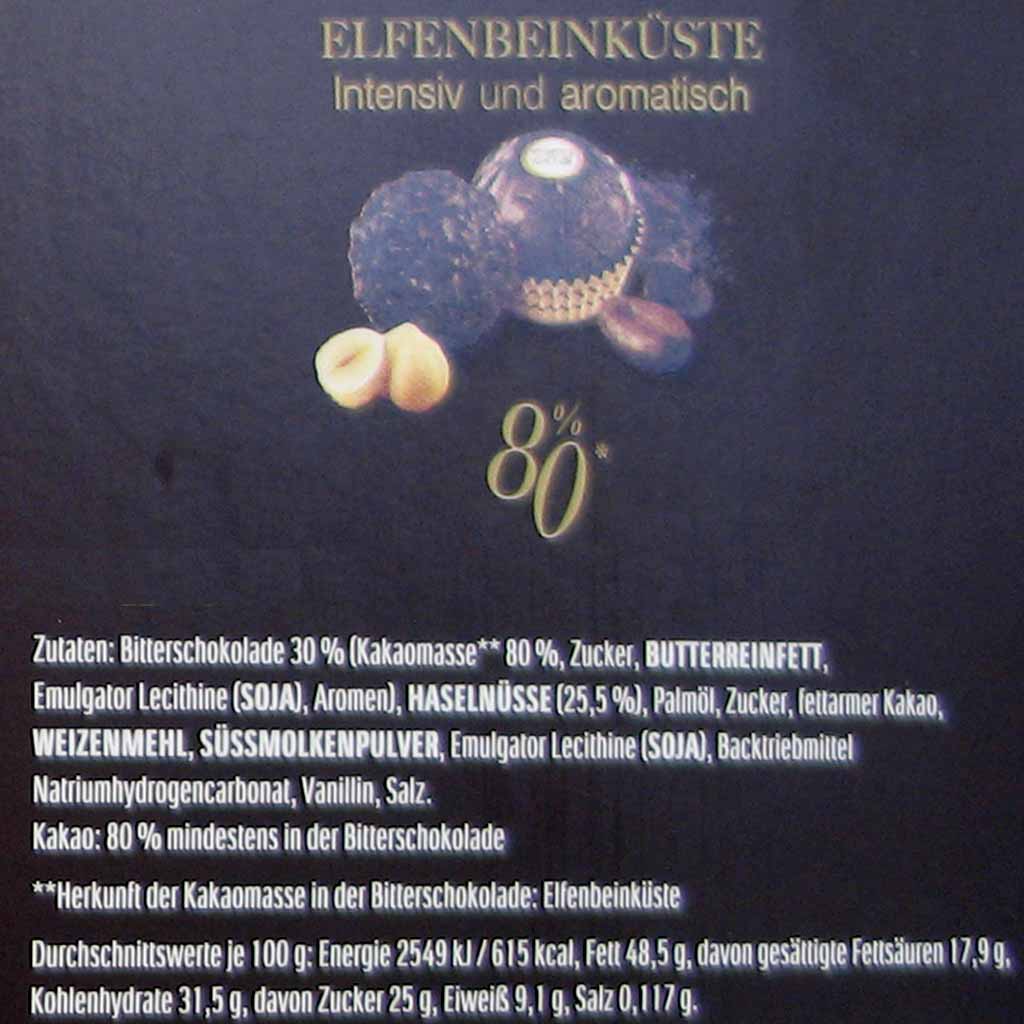 ELFENBEINKÜSTE
Intensiv und aromatisch
80%*
Zutaten: Bitterschokolade 30 % (Kakaomasse** 80 %, Zucker, BUTTERREINFETT,
Emulgator Lecithine (SOJA), Aromen), HASELNÜSSE (25,5 %), Palmöl, Zucker, fettarmer Kakao,
WEIZENMEHL, SÜSSMOLKENPULVER, Emulgator Lecithine (SOJA), Backtriebmittel
Natriumhydrogencarbonat, Vanillin, Salz.
Kakao: 80 % mindestens in der Bitterschokolade
**Herkunft der Kakaomasse in der Bitterschokolade: Elfenbeinküste
Durchschnittswerte je 100 g: Energie 2549 kJ / 615 kcal, Fett 48,5 g, davon gesättigte Fettsäuren 17,9 g,
Kohlenhydrate 31,5 g, davon Zucker 25 g, Eiweiß 9,1 g, Salz 0,117 g.